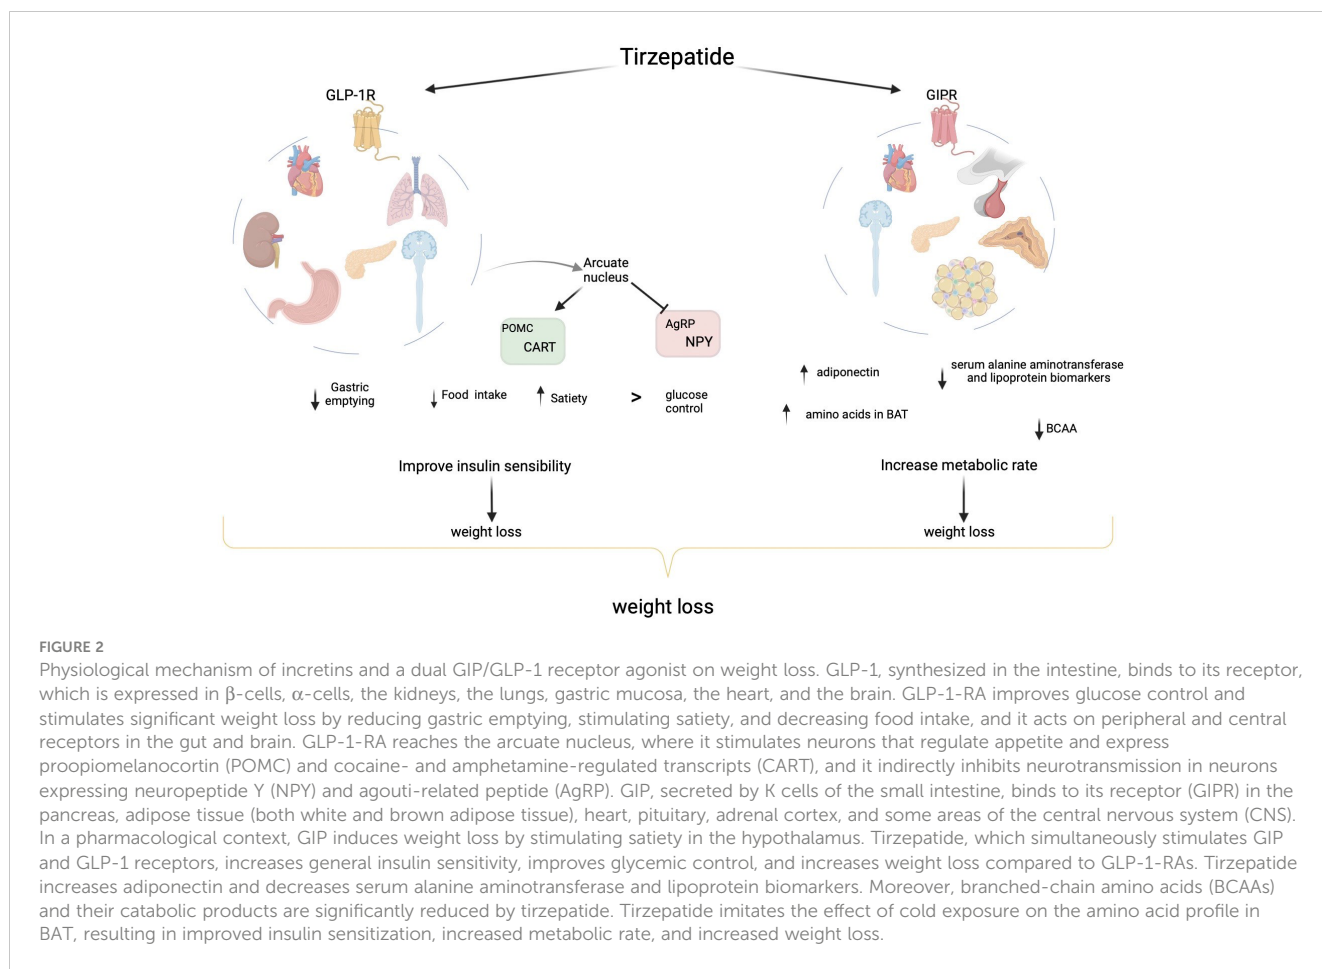 Tirzepatide
GLP-1R
GIPR
Arcuate
nucleus
POMC
CART
AgRP
NPY
Gastric
emptying
Food intake
Satiety
>
glucose
control
adiponectin
serum alanine aminotransferase
and lipoprotein biomarkers
amino acids in BAT
BCAA
Improve insulin sensibility
Increase metabolic rate
weight loss
weight loss
weight loss
FIGURE 2
Physiological mechanism of incretins and a dual GIP/GLP-1 receptor agonist on weight loss. GLP-1, synthesized in the intestine, binds to its receptor,
which is expressed in β-cells, α-cells, the kidneys, the lungs, gastric mucosa, the heart, and the brain. GLP-1-RA improves glucose control and
stimulates significant weight loss by reducing gastric emptying, stimulating satiety, and decreasing food intake, and it acts on peripheral and central
receptors in the gut and brain. GLP-1-RA reaches the arcuate nucleus, where it stimulates neurons that regulate appetite and express
proopiomelanocortin (POMC) and cocaine- and amphetamine-regulated transcripts (CART), and it indirectly inhibits neurotransmission in neurons
expressing neuropeptide Y (NPY) and agouti-related peptide (AgRP). GIP, secreted by K cells of the small intestine, binds to its receptor (GIPR) in the
pancreas, adipose tissue (both white and brown adipose tissue), heart, pituitary, adrenal cortex, and some areas of the central nervous system (CNS).
In a pharmacological context, GIP induces weight loss by stimulating satiety in the hypothalamus. Tirzepatide, which simultaneously stimulates GIP
and GLP-1 receptors, increases general insulin sensitivity, improves glycemic control, and increases weight loss compared to GLP-1-RAs. Tirzepatide
increases adiponectin and decreases serum alanine aminotransferase and lipoprotein biomarkers. Moreover, branched-chain amino acids (BCAAs)
and their catabolic products are significantly reduced by tirzepatide. Tirzepatide imitates the effect of cold exposure on the amino acid profile in
BAT, resulting in improved insulin sensitization, increased metabolic rate, and increased weight loss.